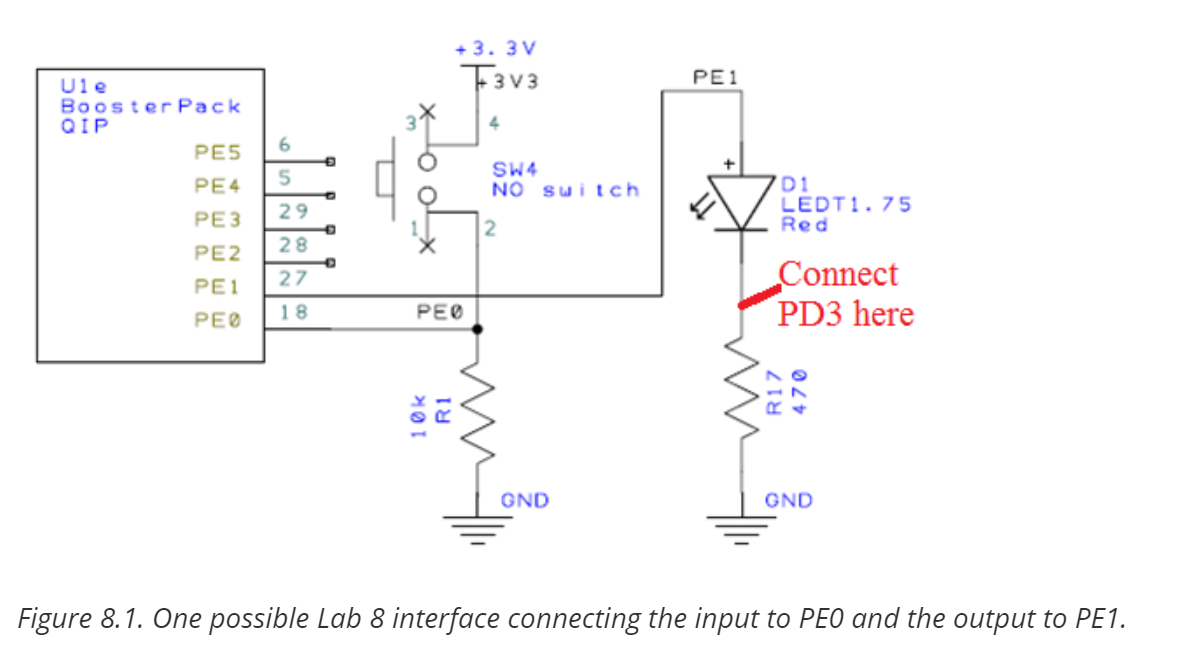 +3.3V
+3V3
U1e
BoosterPack
QIP
PE5
6
PE4
5
PE3
29
PE2
28
PE1
27
PE0
18
3
4
1
2
SW4
NO switch
PE0
10k
R1
GND
PE1
+
D1
LEDT1.75
Red
Connect
PD3 here
R17
470
GND
Figure 8.1. One possible Lab 8 interface connecting the input to PE0 and the output to PE1.